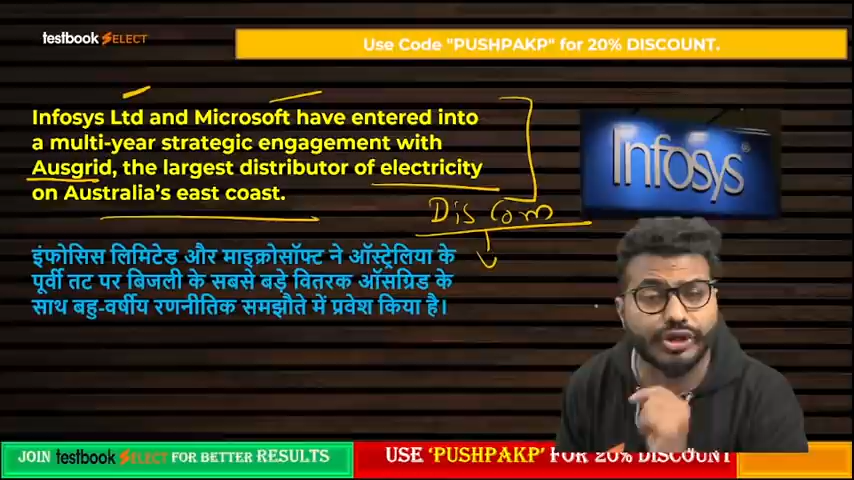 testbook SELECT
Use Code "PUSHPAKP" for 20% DISCOUNT.
Infosys Ltd and Microsoft have entered into
a multi-year strategic engagement with
Ausgrid, the largest distributor of electricity
on Australia's east coast.
Infosys®
Dis Com
इंफोसिस लिमिटेड और माइक्रोसॉफ्ट ने ऑस्ट्रेलिया के
पूर्वी तट पर बिजली के सबसे बड़े वितरक ऑसग्रिड के
साथ बहु-वर्षीय रणनीतिक समझौते में प्रवेश किया है।
JOIN testbook SELECT FOR BETTER RESULTS
USE 'PUSHPAKP' FOR 20% DISCOUNT